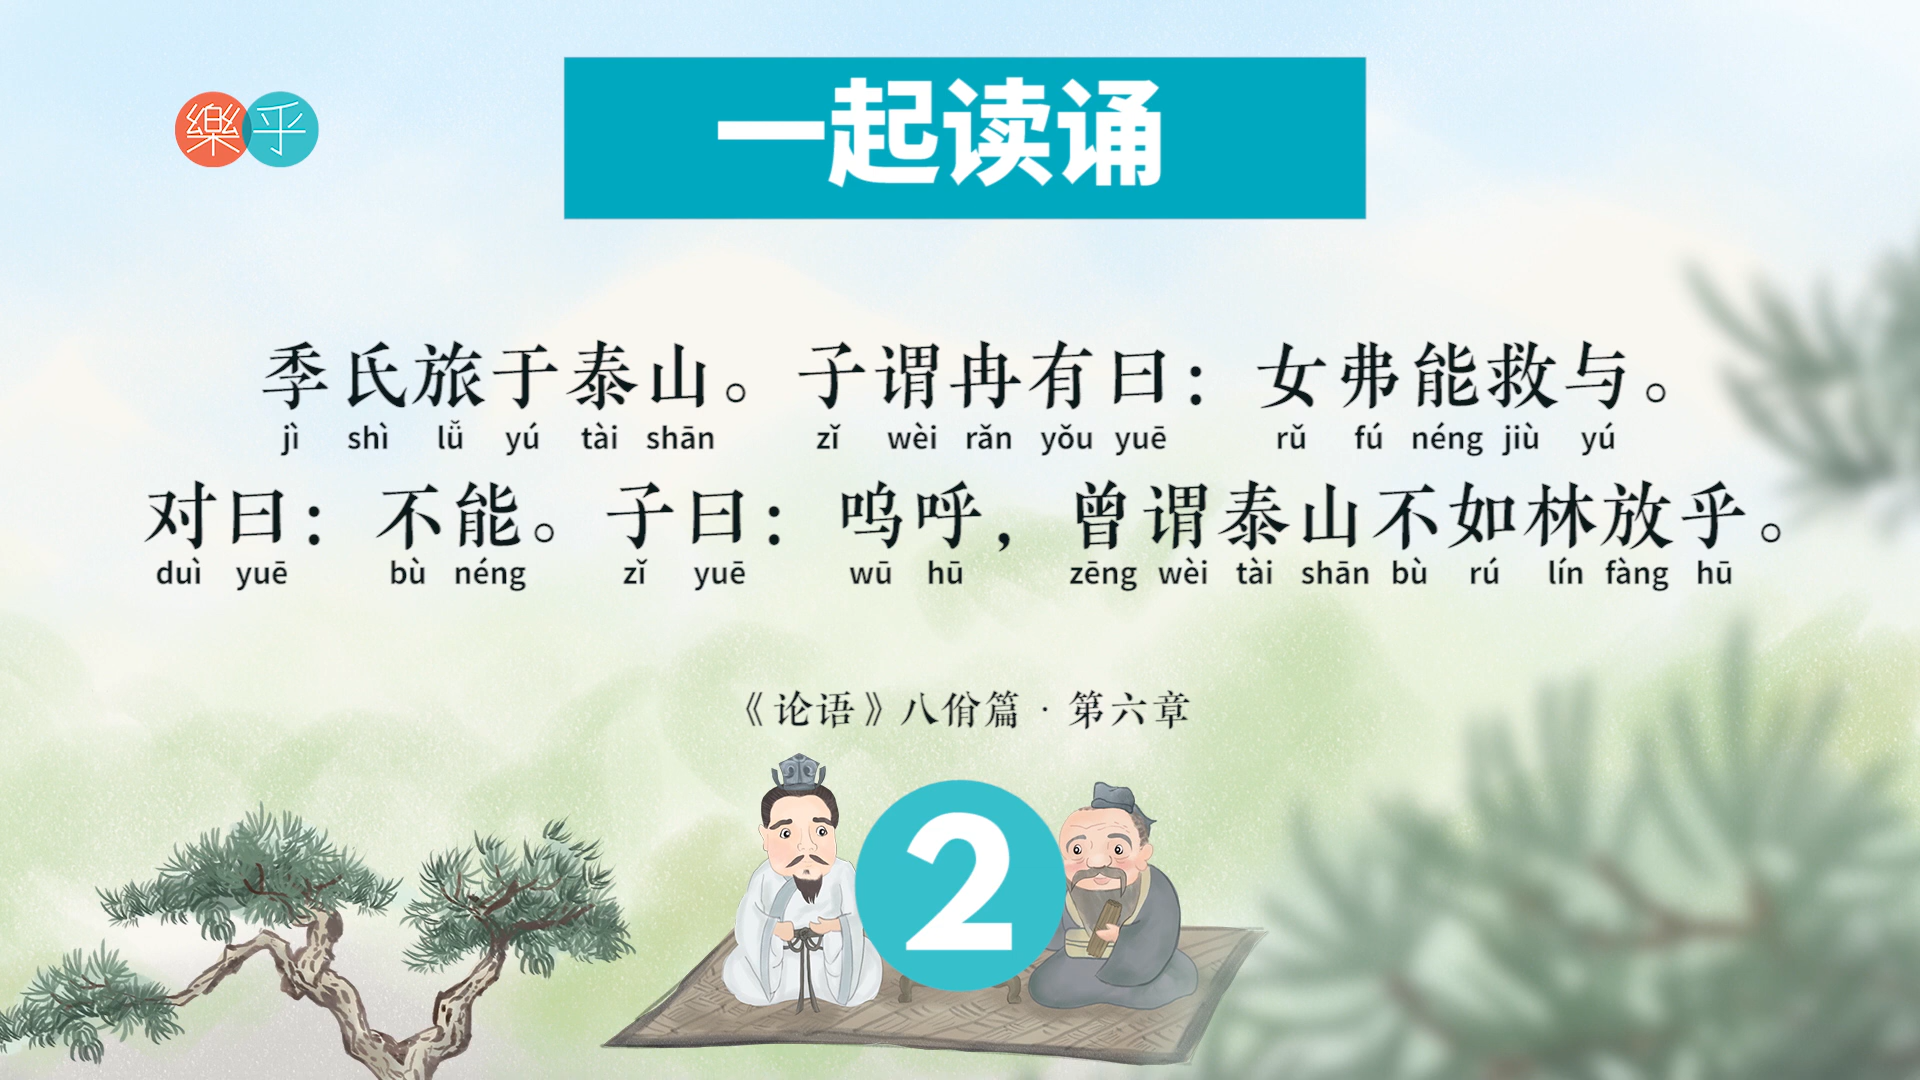 樂乎
一起读诵
季氏旅于泰山。子谓冉有曰：女弗能救与。
jì shì lǚ yú tài shān zǐ wèi rǎn yǒu yuē rǔ fú néng jiù yú
对曰：不能。子曰：呜呼，曾谓泰山不如林放乎。
duì yuē bù néng zǐ yuē wū hū zēng wèi tài shān bù rú lín fàng hū
《论语》八佾篇·第六章
2